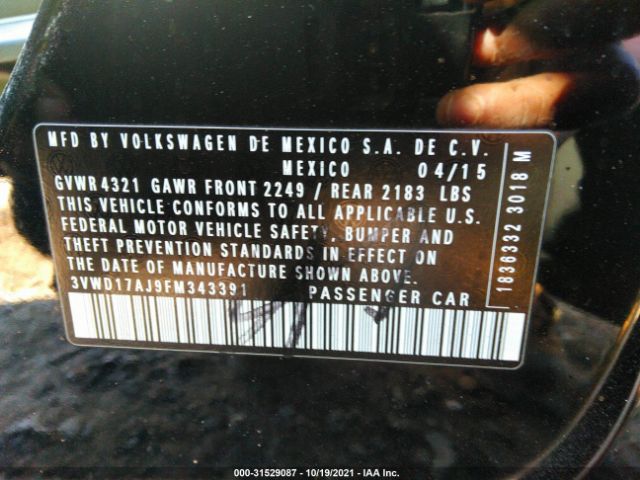 MFD BY VOLKSWAGEN DE MEXICO S.A. DE C.V.
MEXICO 04/15
GVWR 4321 GAWR FRONT 2249 / REAR 2183 LBS
THIS VEHICLE CONFORMS TO ALL APPLICABLE U.S.
FEDERAL MOTOR VEHICLE SAFETY, BUMPER AND
THEFT PREVENTION STANDARDS IN EFFECT ON
THE DATE OF MANUFACTURE SHOWN ABOVE.
3VWD17AJ9FM343391 PASSENGER CAR
1836332 3018 M
000-31529087 - 10/19/2021 - IAA Inc.